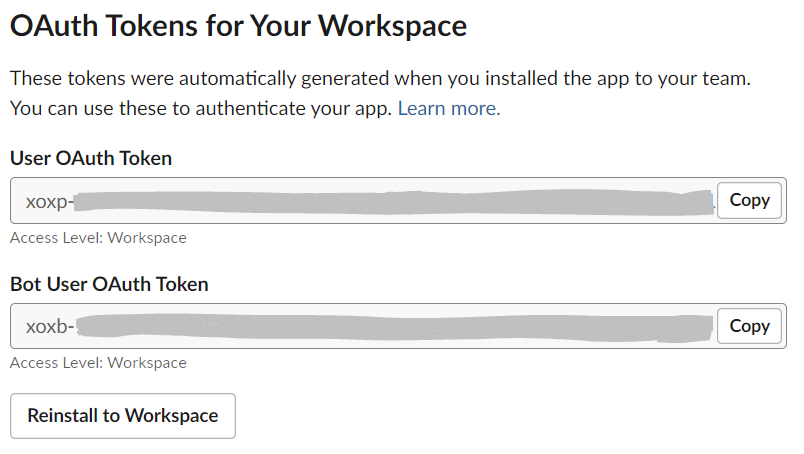 OAuth Tokens for Your Workspace
These tokens were automatically generated when you installed the app to your team.
You can use these to authenticate your app. Learn more.
User OAuth Token
xoxp- Copy
Access Level: Workspace
Bot User OAuth Token
xoxb- Copy
Access Level: Workspace
Reinstall to Workspace